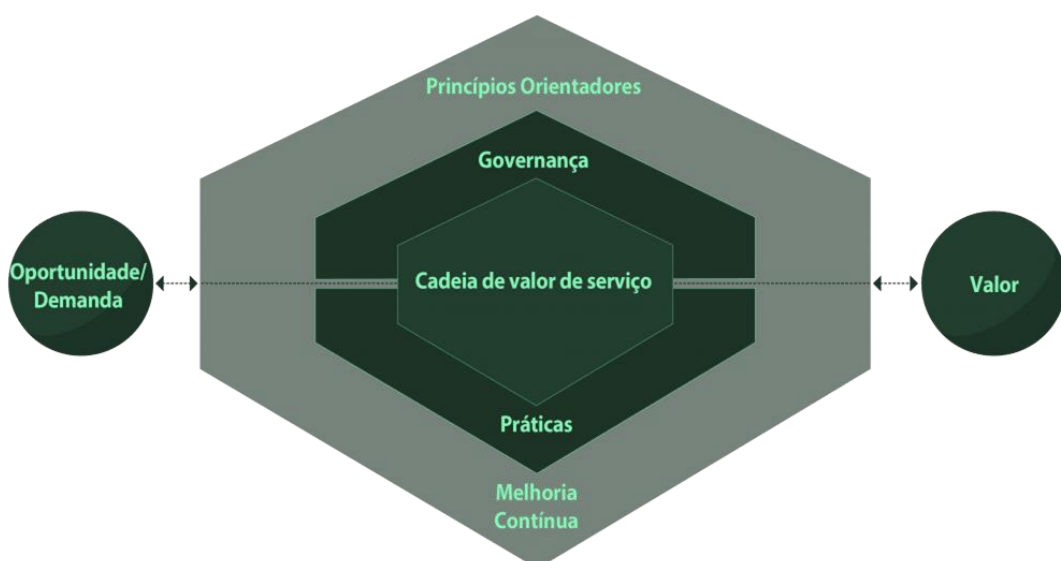 Princípios Orientadores
Governança
Oportunidade/
Demanda
Cadeia de valor de serviço
Valor
Práticas
Melhoria
Contínua